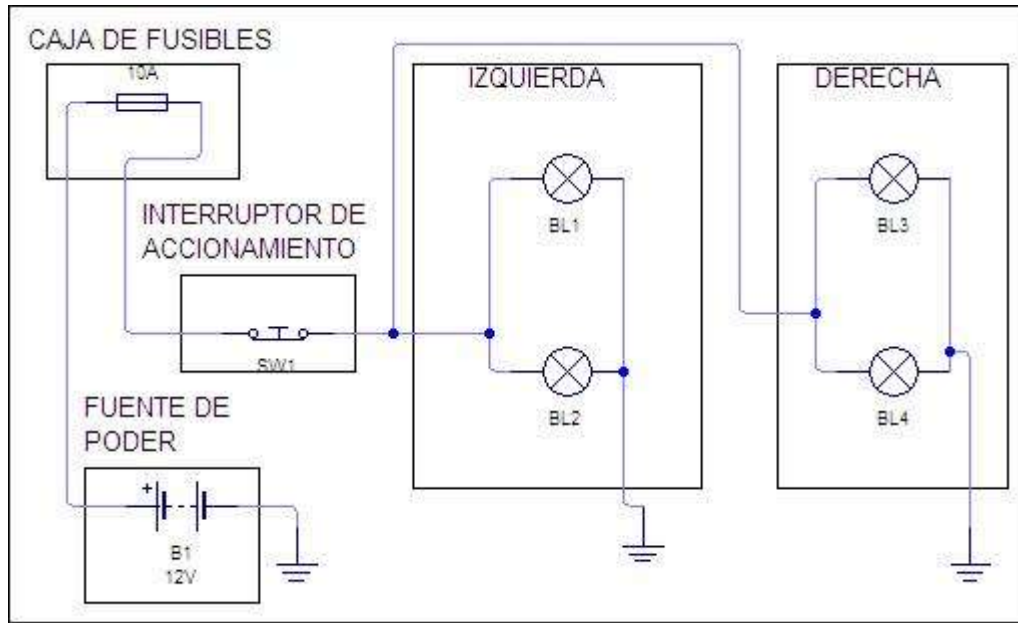 CAJA DE FUSIBLES
10A
IZQUIERDA
DERECHA
BL1
BL3
INTERRUPTOR DE
ACCIONAMIENTO
SW1
BL2
BL4
FUENTE DE
PODER
+
B1
12V